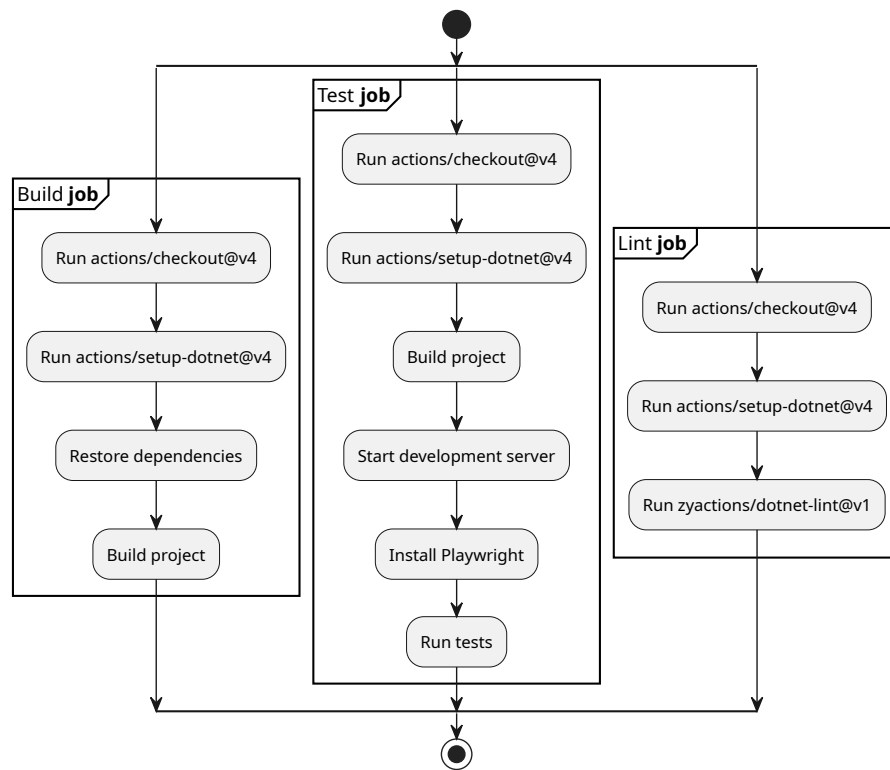 Build job
Run actions/checkout@v4
Run actions/setup-dotnet@v4
Restore dependencies
Build project
Test job
Run actions/checkout@v4
Run actions/setup-dotnet@v4
Build project
Start development server
Install Playwright
Run tests
Lint job
Run actions/checkout@v4
Run actions/setup-dotnet@v4
Run zyactions/dotnet-lint@v1